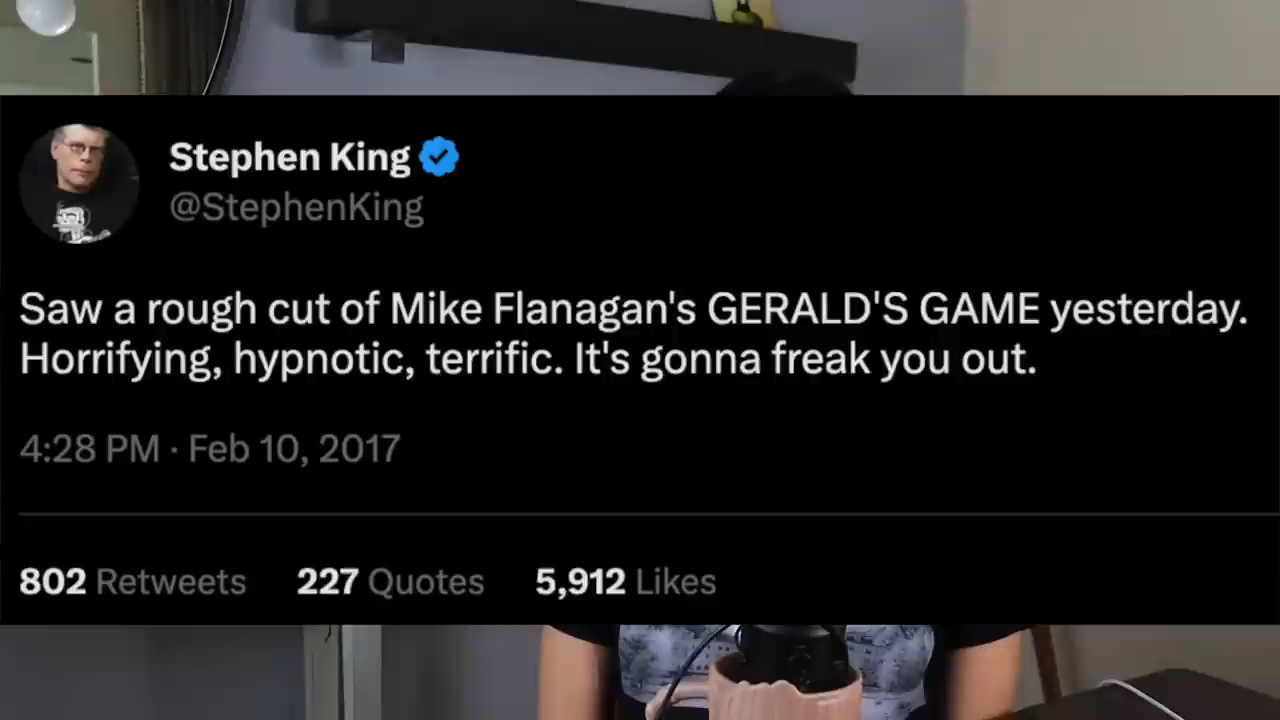 Stephen King
@StephenKing
Saw a rough cut of Mike Flanagan's GERALD'S GAME yesterday.
Horrifying, hypnotic, terrific. It's gonna freak you out.
4:28 PM · Feb 10, 2017
802 Retweets 227 Quotes 5,912 Likes